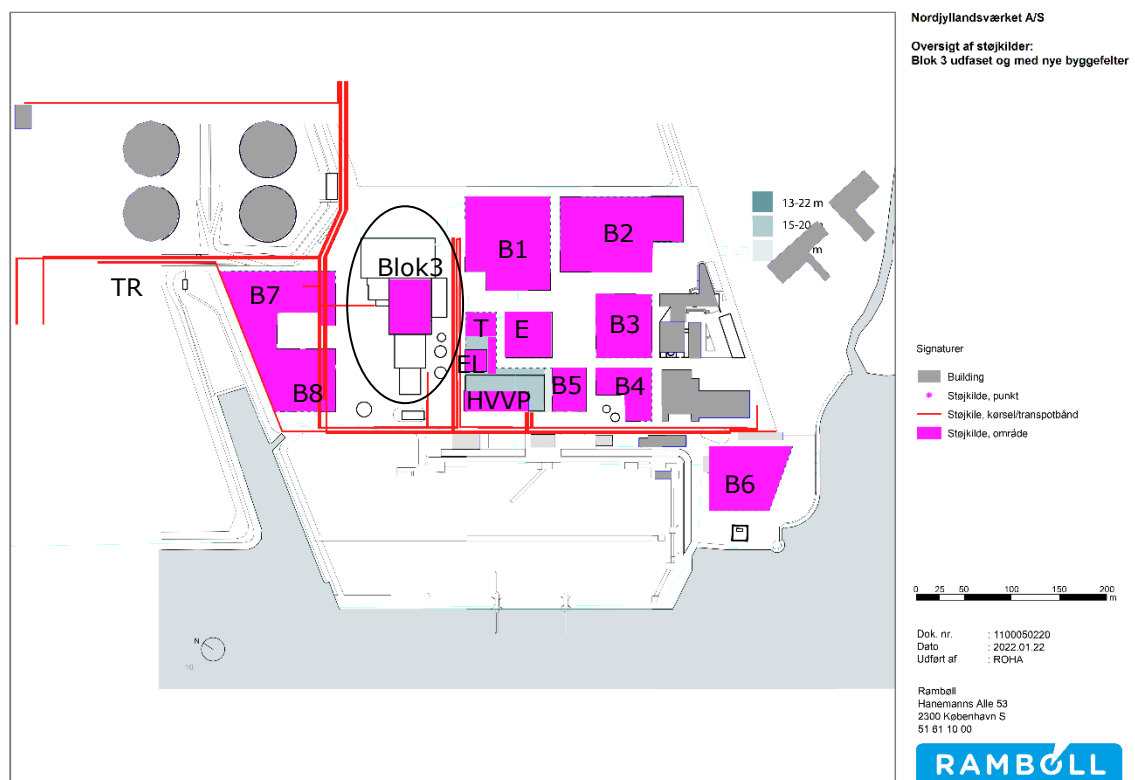 Nordjyllandsværket A/S
Oversigt af støjkilder:
Blok 3 udfaset og med nye byggefelter
13-22 m
15-20
m
B1
B2
Blok3
TR
B7
T
E
B3
EL
B8
HVVP
B5
B4
B6
Signaturer
Building
Støjkilde, punkt
Støjkile, kørsel/transpotbånd
Støjkilde, område
0 25 50 100 150 200
m
N
10
Dok. nr. : 1100050220
Dato : 2022.01.22
Udført af : ROHA
Rambøll
Hanemanns Alle 53
2300 København S
51 61 10 00
RAMBOLL